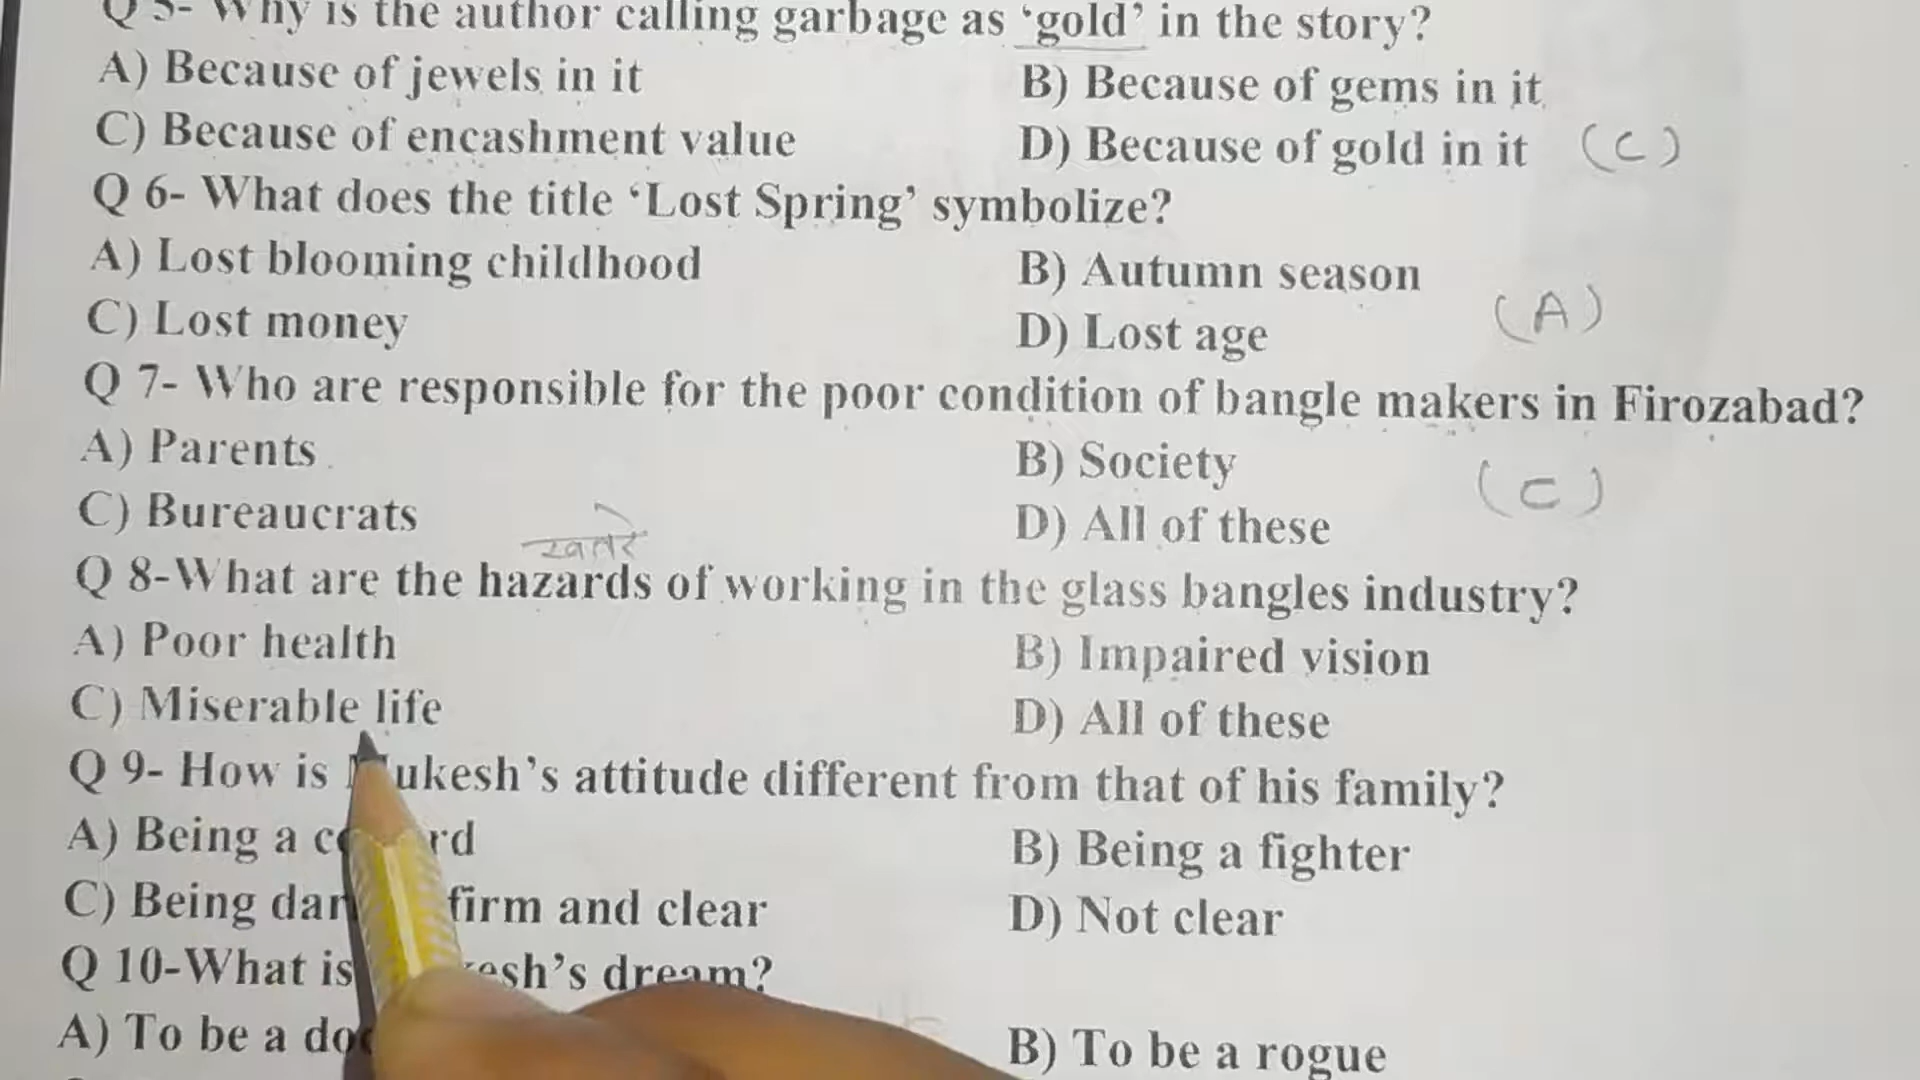 Q 5- Why is the author calling garbage as ‘gold’ in the story?
A) Because of jewels in it B) Because of gems in it
C) Because of encashment value D) Because of gold in it (C)
Q 6- What does the title ‘Lost Spring’ symbolize?
A) Lost blooming childhood B) Autumn season
C) Lost money D) Lost age (A)
Q 7- Who are responsible for the poor condition of bangle makers in Firozabad?
A) Parents B) Society
C) Bureaucrats D) All of these (C)
खतरे
Q 8-What are the hazards of working in the glass bangles industry?
A) Poor health B) Impaired vision
C) Miserable life D) All of these
Q 9- How is Mukesh’s attitude different from that of his family?
A) Being a B) Being a fighter
C) Being firm and clear D) Not clear
Q 10-What is dream?
A) To be a B) To be a rogue